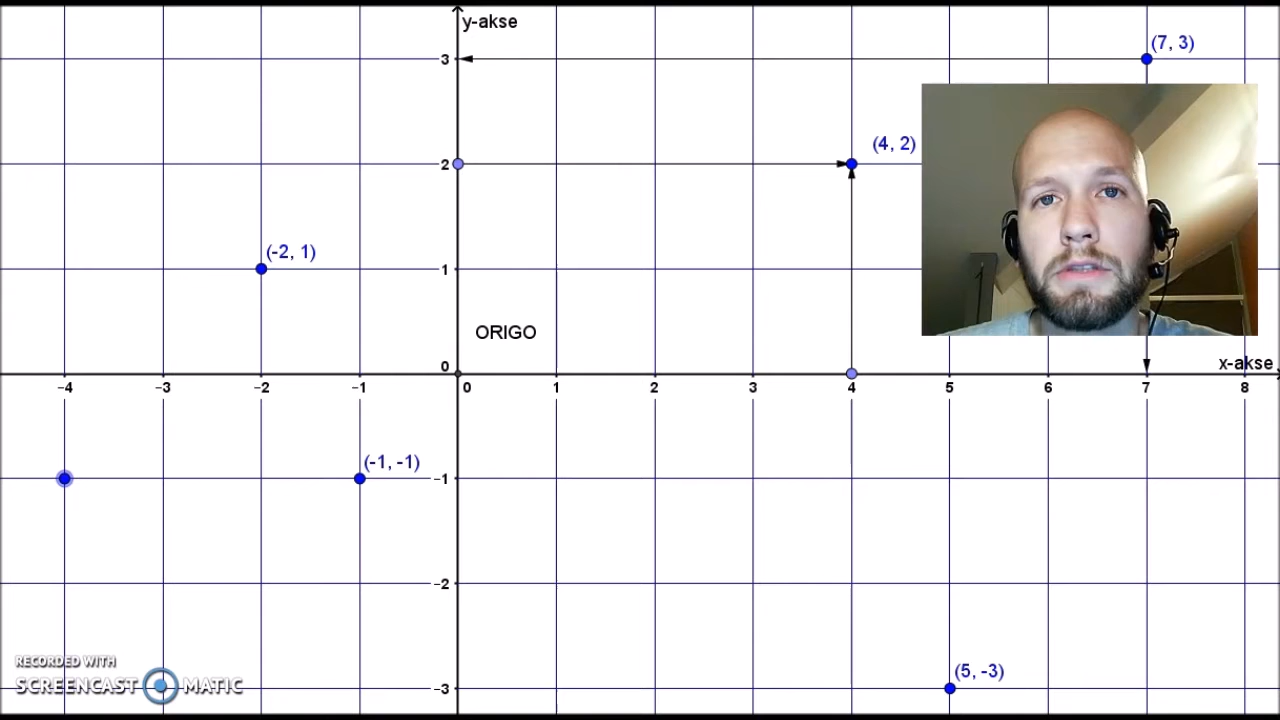 y-akse
3
(7, 3)
2
(4, 2)
(-2, 1)
1
ORIGO
0
x-akse
-4 -3 -2 -1 0 1 2 3 4 5 6 7 8
(-1, -1)
-1
-2
RECORDED WITH
SCREENCAST MATIC
(5, -3)
-3